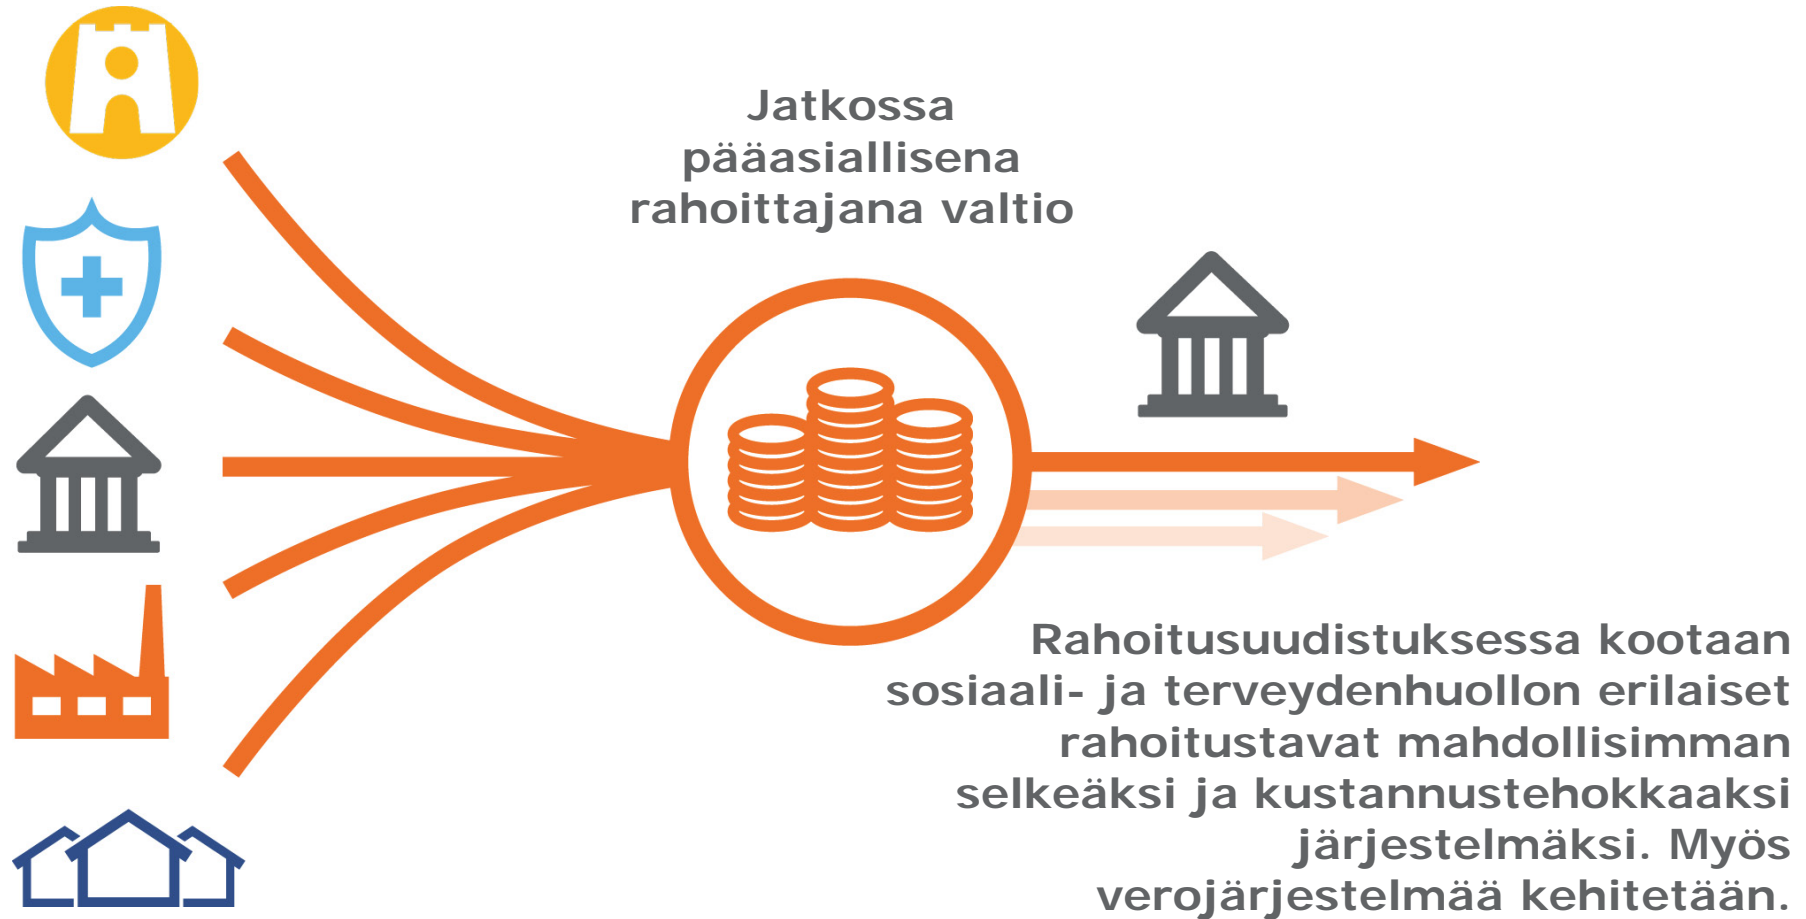 Jatkossa
pääasiallisena
rahoittajana valtio
Rahoitusuudistuksessa kootaan
sosiaali- ja terveydenhuollon erilaiset
rahoitustavat mahdollisimman
selkeäksi ja kustannustehokkaaksi
järjestelmäksi. Myös
verojärjestelmää kehitetään.